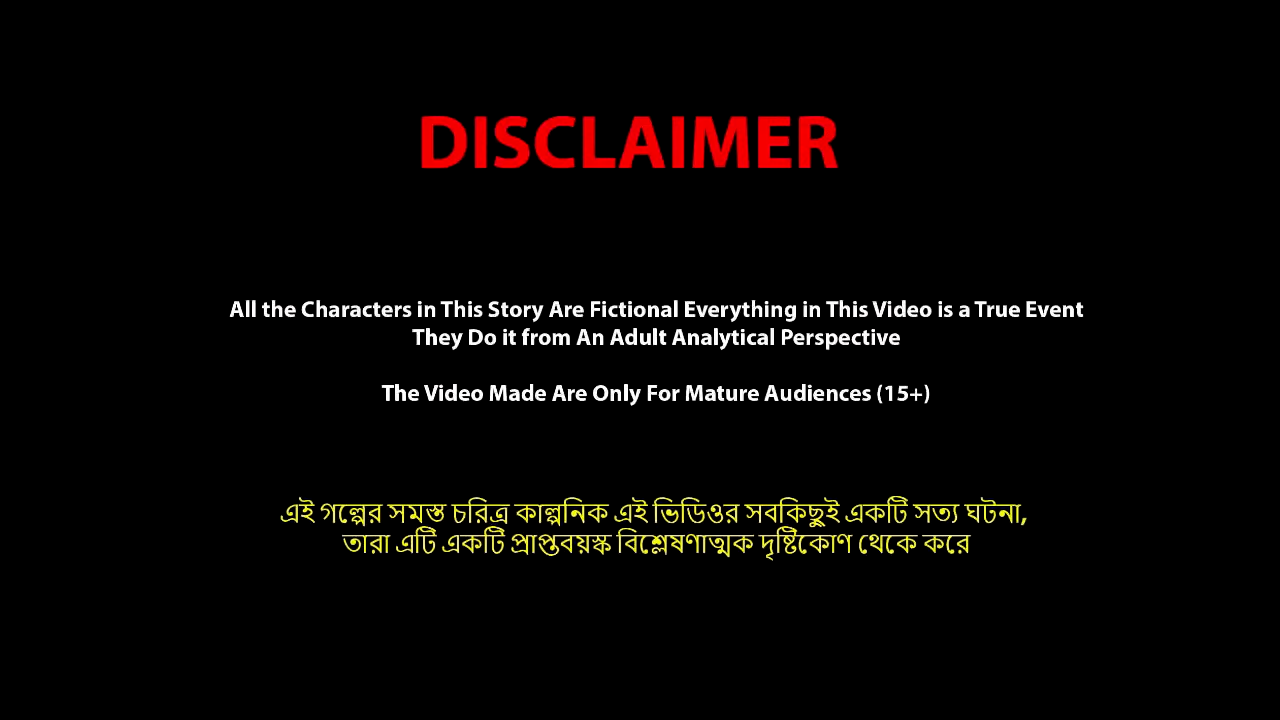 DISCLAIMER
All the Characters in This Story Are Fictional Everything in This Video is a True Event
They Do it from An Adult Analytical Perspective
The Video Made Are Only For Mature Audiences (15+)
এই গল্পের সমস্ত চরিত্র কাল্পনিক এই ভিডিওর সবকিছুই একটি সত্য ঘটনা,
তারা এটি একটি প্রাপ্তবয়স্ক বিশ্লেষণাত্মক দৃষ্টিকোণ থেকে করে